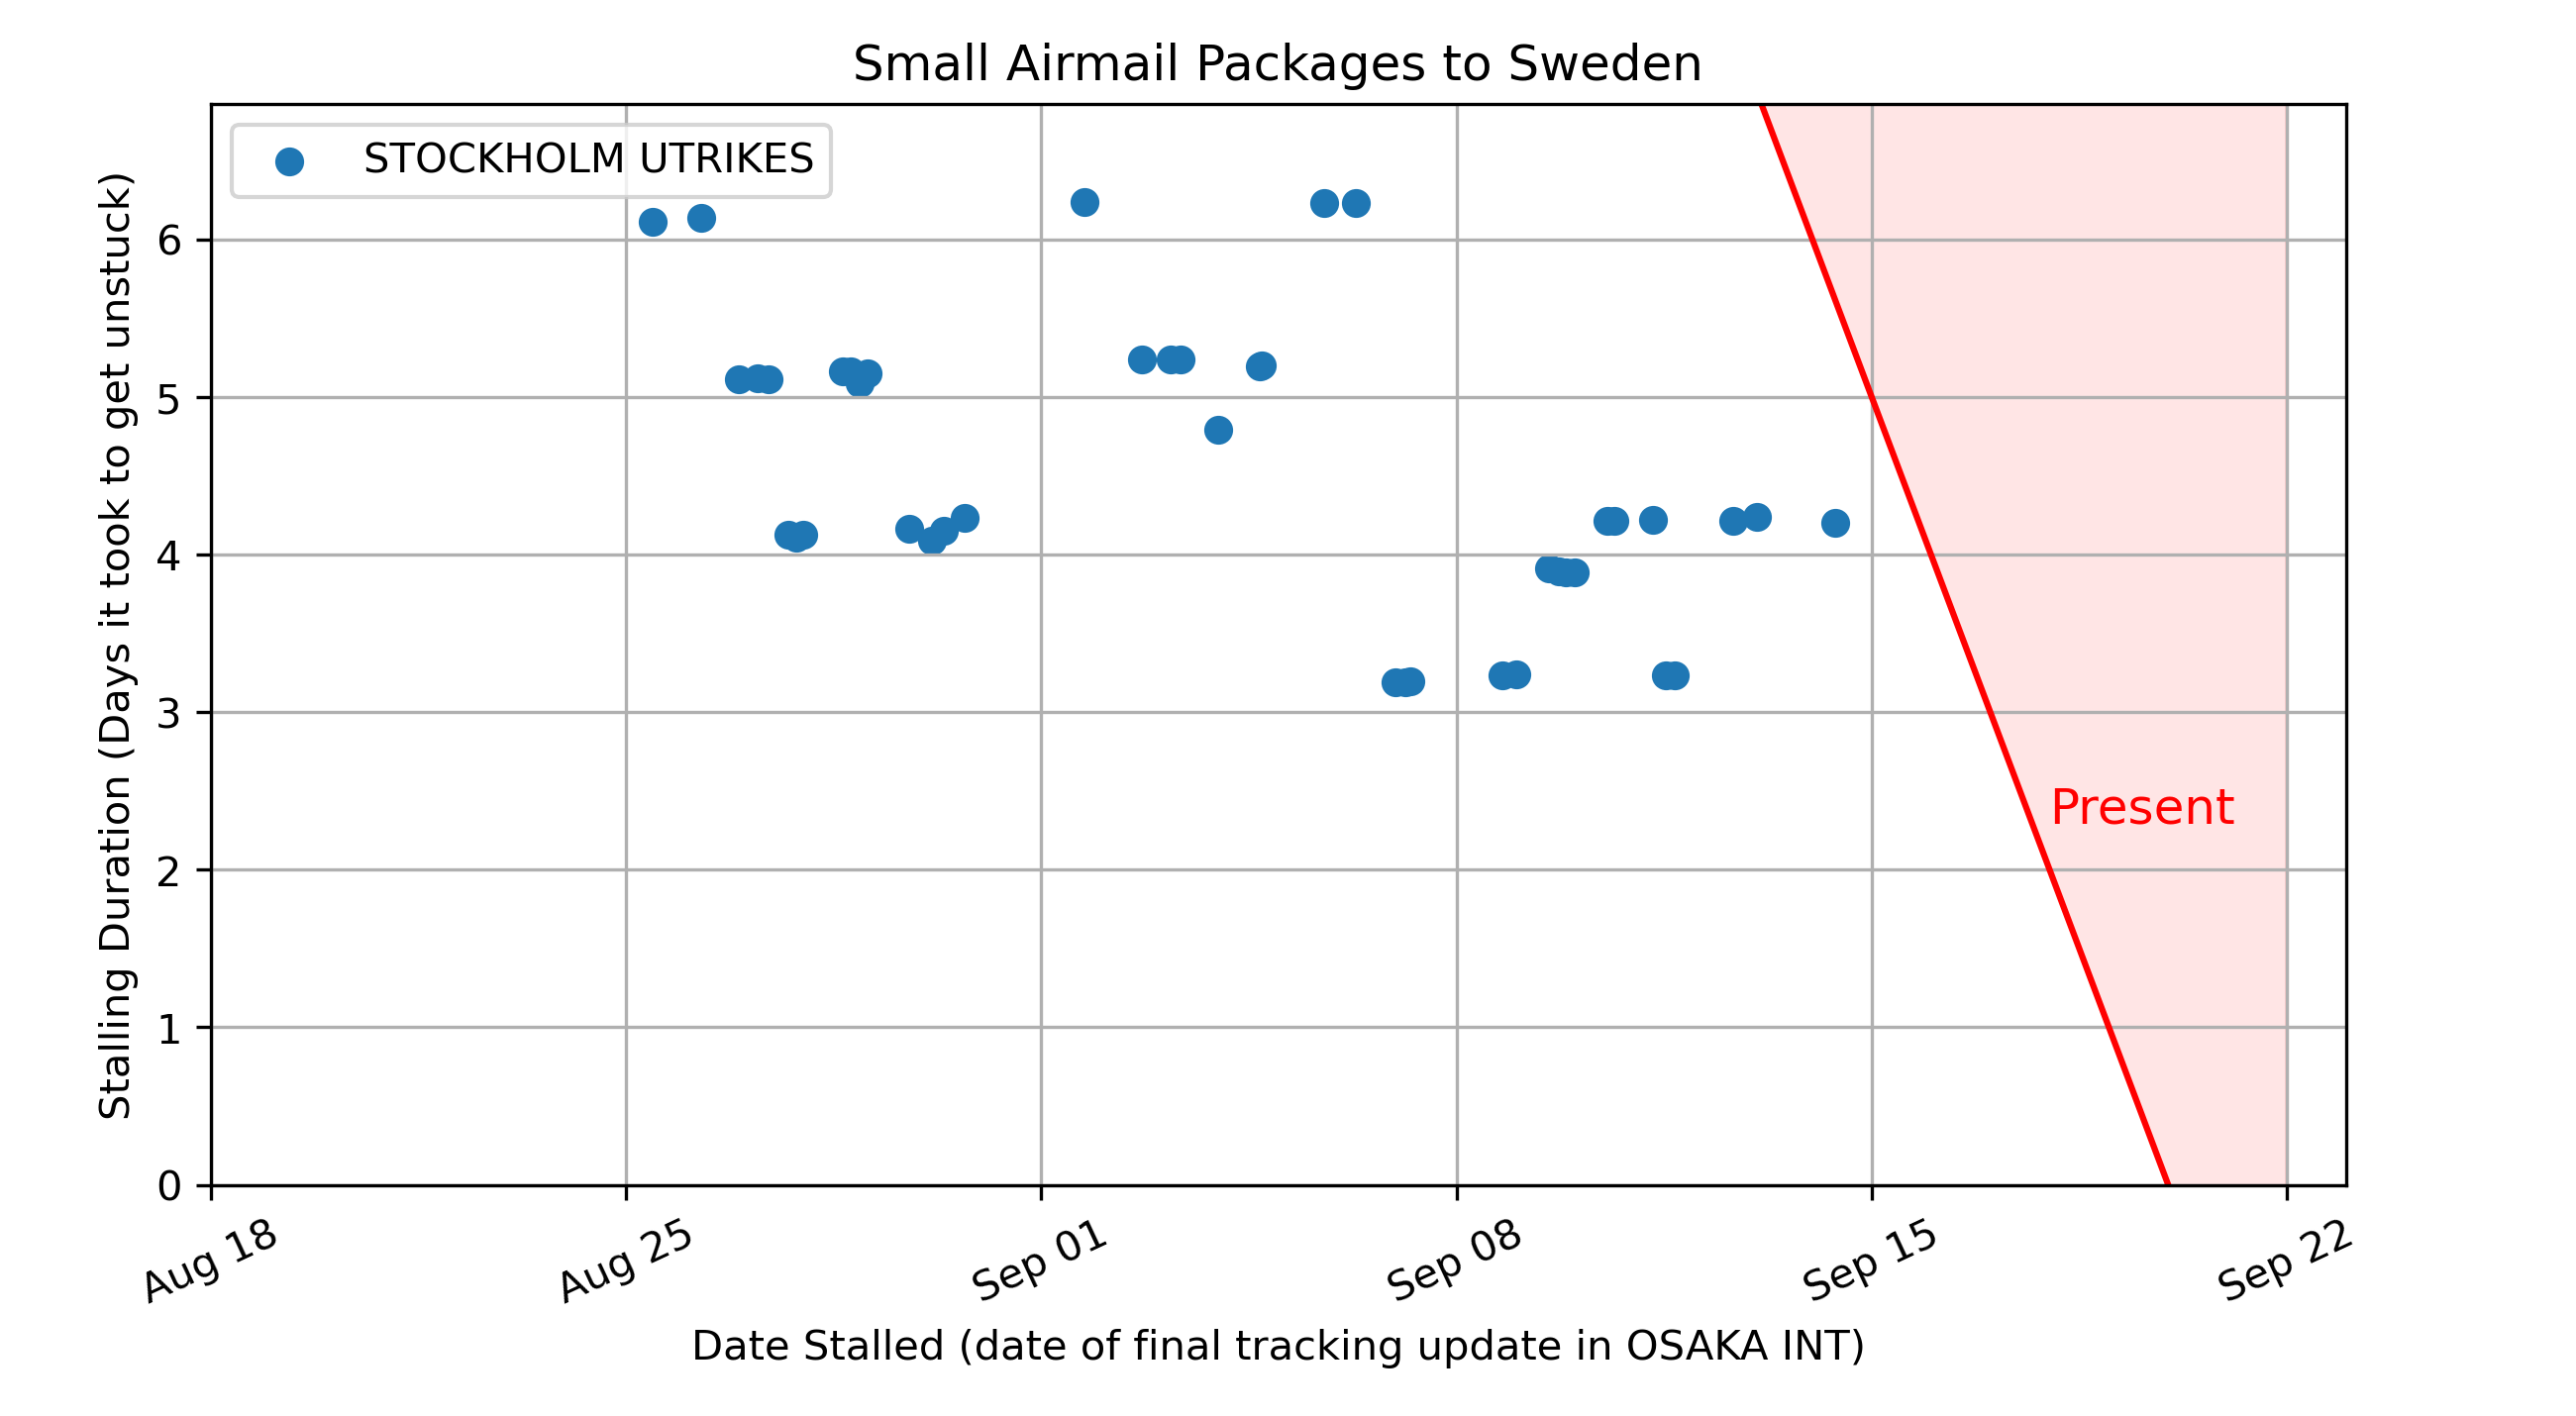 Small Airmail Packages to Sweden
STOCKHOLM UTRIKES
Stalling Duration (Days it took to get unstuck)
6
5
4
3
2
1
0
Present
Aug 18
Aug 25
Sep 01
Sep 08
Sep 15
Sep 22
Date Stalled (date of final tracking update in OSAKA INT)